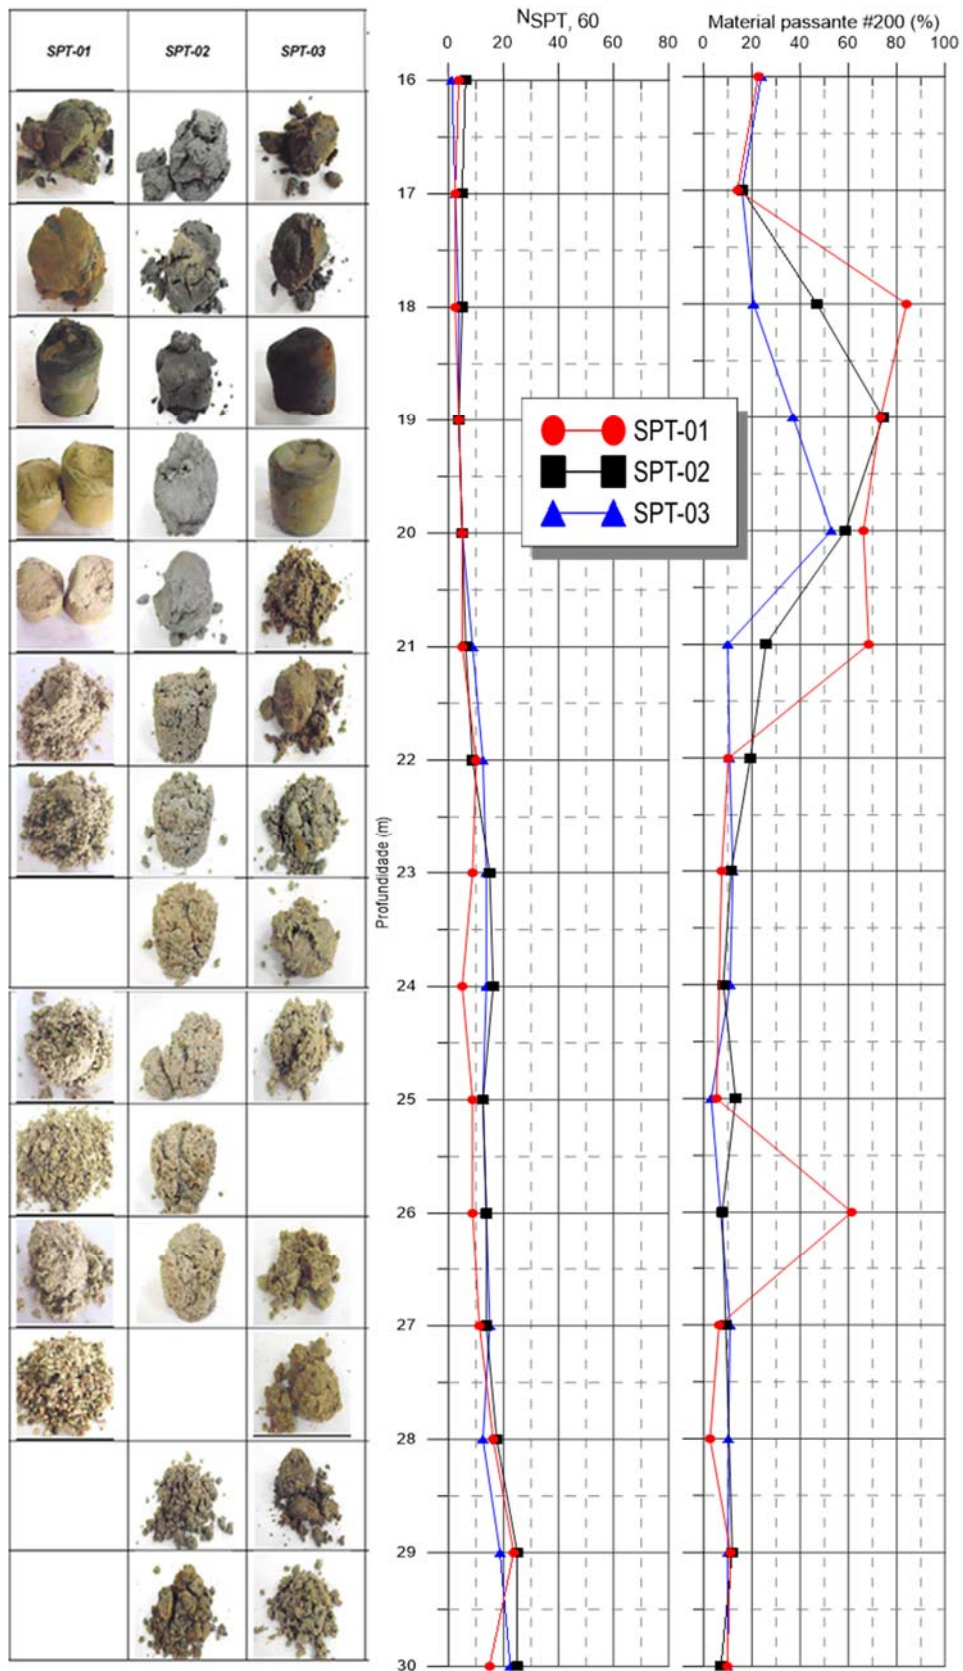 SPT-01 SPT-02 SPT-03
NSPT, 60
0 20 40 60 80
Material passante #200 (%)
0 20 40 60 80 100
Profundidade (m)
16
17
18
19
20
21
22
23
24
25
26
27
28
29
30
SPT-01
SPT-02
SPT-03